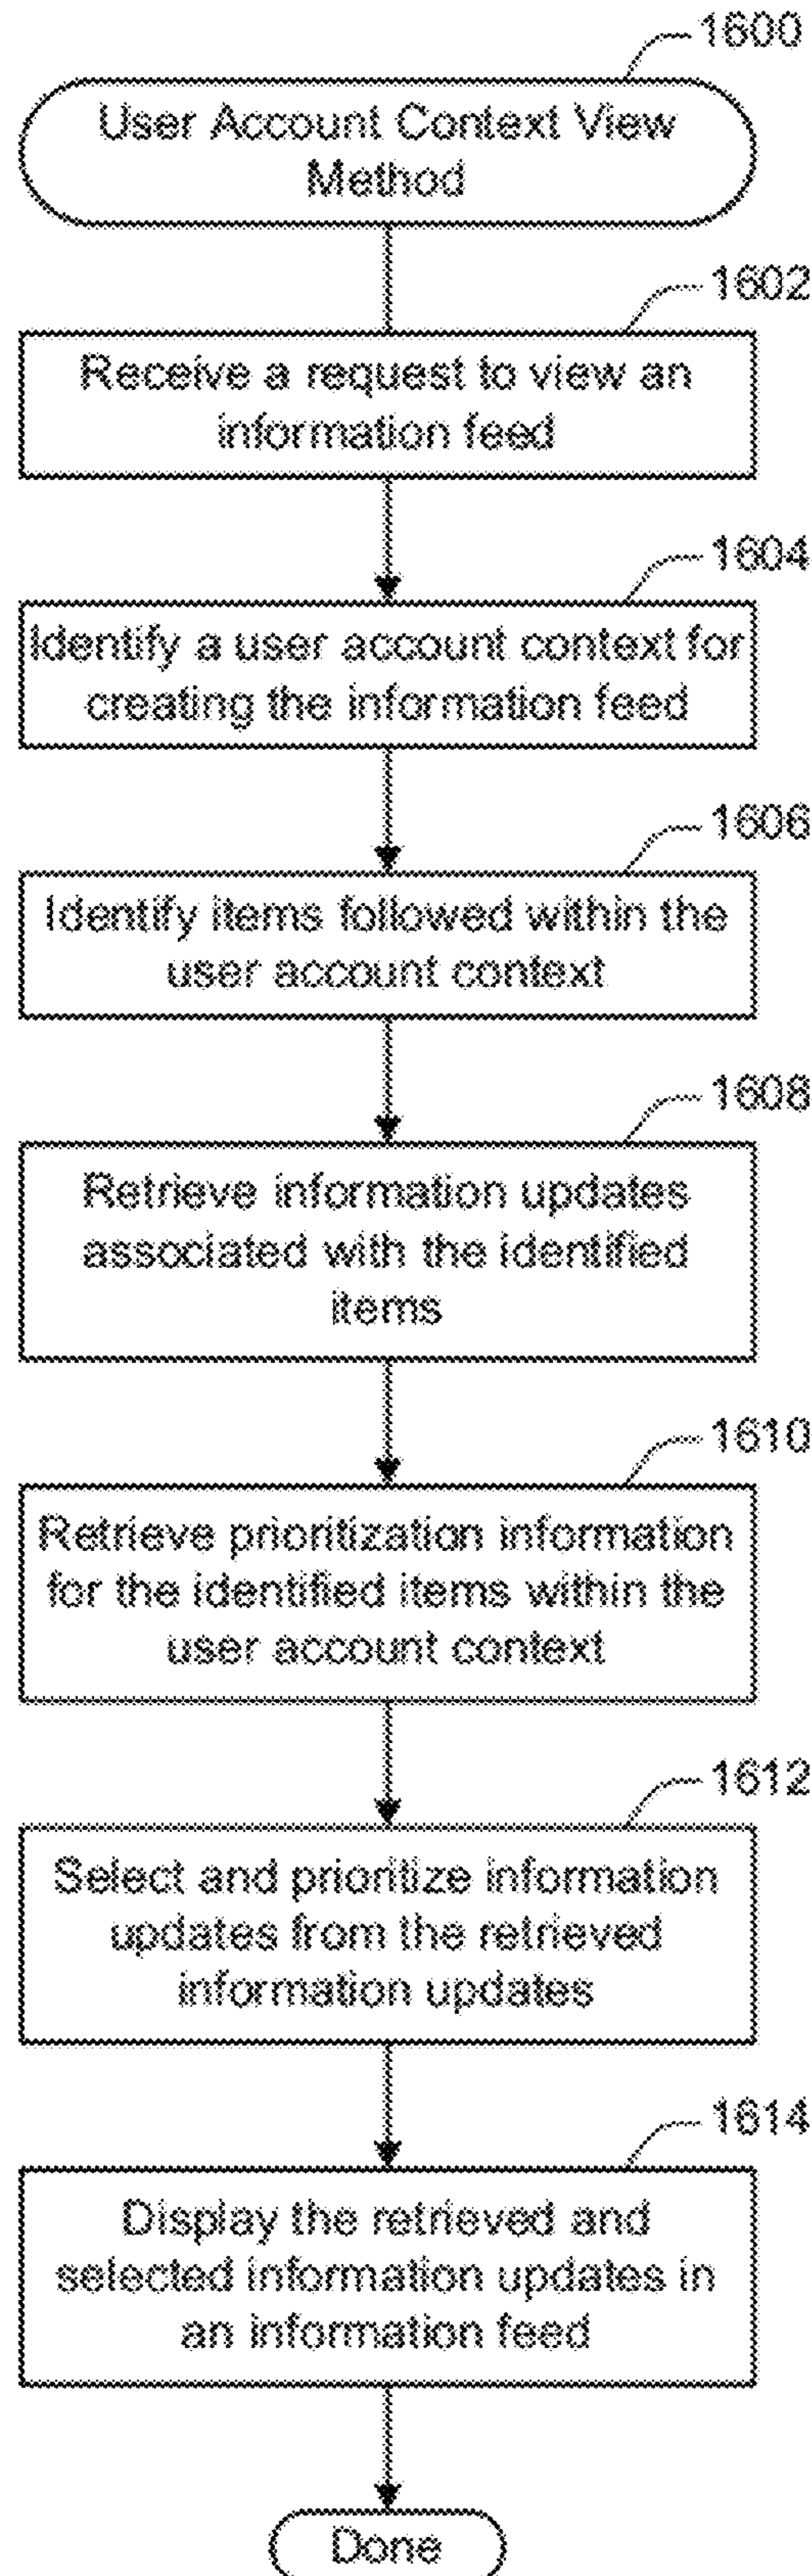 1600
User Account Context View
Method
1602
Receive a request to view an
information feed
1604
Identify a user account context for
creating the information feed
1606
Identify items followed within the
user account context
1608
Retrieve information updates
associated with the identified
items
1610
Retrieve prioritization information
for the identified items within the
user account context
1612
Select and prioritize information
updates from the retrieved
information updates
1614
Display the retrieved and
selected information updates in
an information feed
Done